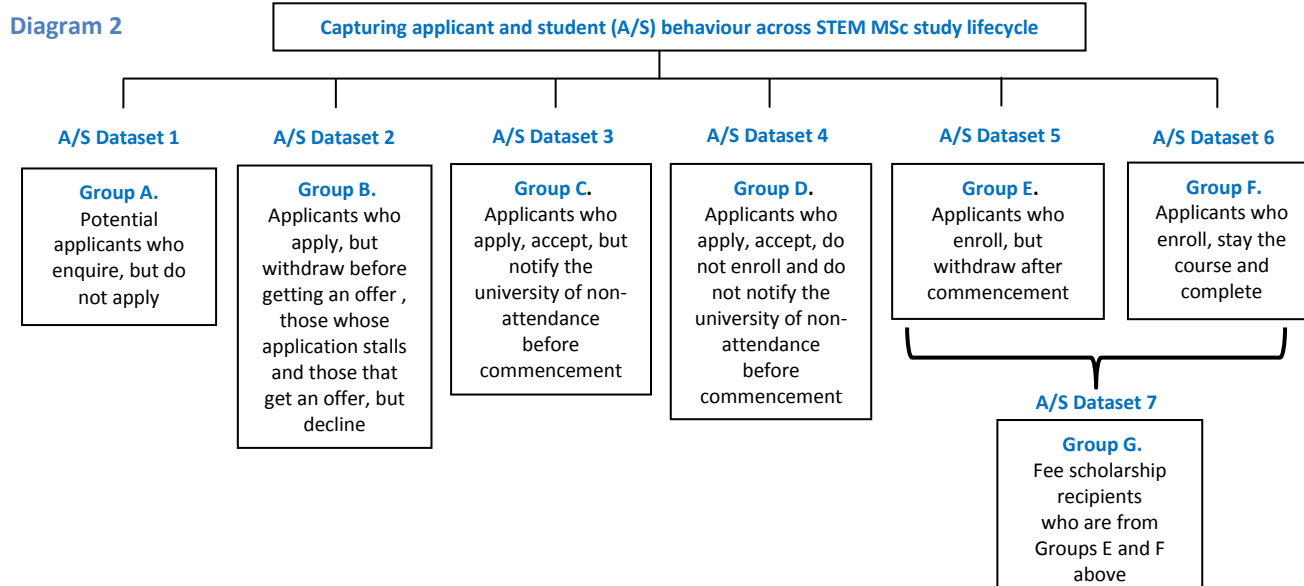 Diagram 2
Capturing applicant and student (A/S) behaviour across STEM MSc study lifecycle
A/S Dataset 1
Group A.
Potential
applicants who
enquire, but do
not apply
A/S Dataset 2
Group B.
Applicants who
apply, but
withdraw before
getting an offer ,
those whose
application stalls
and those that
get an offer, but
decline
A/S Dataset 3
Group C.
Applicants who
apply, accept, but
notify the
university of non-
attendance
before
commencement
A/S Dataset 4
Group D.
Applicants who
apply, accept, do
not enroll and do
not notify the
university of non-
attendance
before
commencement
A/S Dataset 5
Group E.
Applicants who
enroll, but
withdraw after
commencement
A/S Dataset 6
Group F.
Applicants who
enroll, stay the
course and
complete
A/S Dataset 7
Group G.
Fee scholarship
recipients
who are from
Groups E and F
above